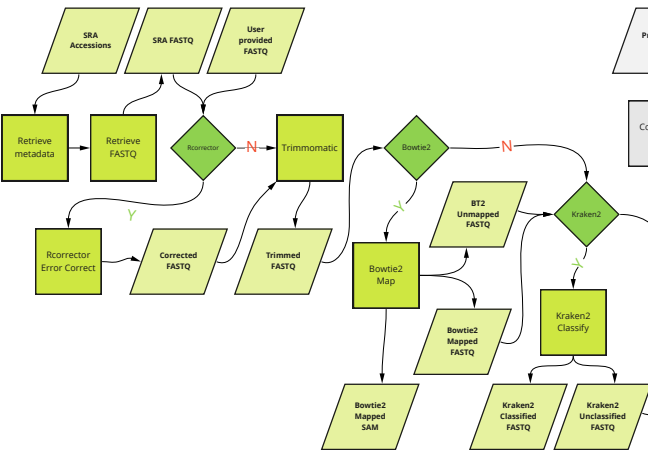 SRA
Accessions
SRA FASTQ
User
provided
FASTQ
Retrieve
metadata
Retrieve
FASTQ
Rcorrector
N
Trimmomatic
Bowtie2
N
Y
Rcorrector
Error Correct
Corrected
FASTQ
Trimmed
FASTQ
Y
BT2
Unmapped
FASTQ
Kraken2
Bowtie2
Map
Y
Bowtie2
Mapped
FASTQ
Kraken2
Classify
Bowtie2
Mapped
SAM
Kraken2
Classified
FASTQ
Kraken2
Unclassified
FASTQ